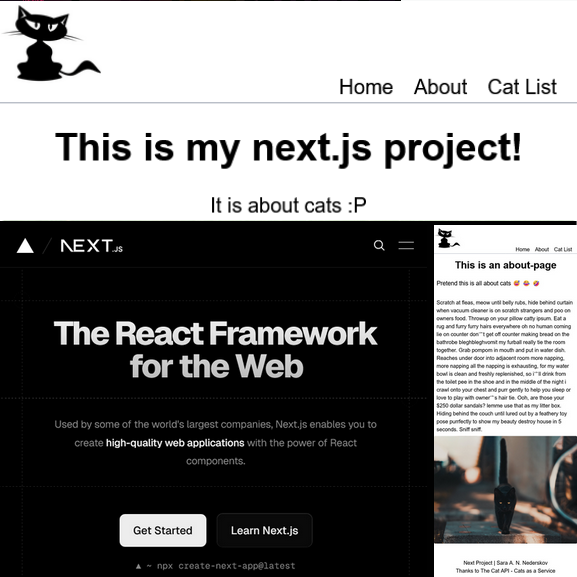 Home About Cat List
This is my next.js project!
It is about cats :P
NEXT.JS
The React Framework
for the Web
Used by some of the world's largest companies, Next.js enables you to
create high-quality web applications with the power of React
components.
Get Started Learn Next.js
▲ ~ npx create-next-app@latest
Home About Cat List
This is an about-page
Pretend this is all about cats
Scratch at fleas, meow until belly rubs, hide behind curtain
when vacuum cleaner is on scratch strangers and poo on
owners food. Throwup on your pillow catty ipsum. Eat a
rug and furry furry hairs everywhere oh no human coming
lie on counter don``t get off counter making bread on the
bathrobe bleghbleghvomit my furball really tie the room
together. Grab pompom in mouth and put in water dish.
Reaches under door into adjacent room more napping,
more napping all the napping is exhausting, for my water
bowl is clean and freshly replenished, so i``ll drink from
the toilet pee in the shoe and in the middle of the night i
crawl onto your chest and purr gently to help you sleep or
love to play with owner``s hair tie. Ooh, are those your
$250 dollar sandals? lemme use that as my litter box.
Hiding behind the couch until lured out by a feathery toy
pose purrfectly to show my beauty destroy house in 5
seconds. Sniff sniff.
Next Project | Sara A. N. Nederskov
Thanks to The Cat API - Cats as a Service